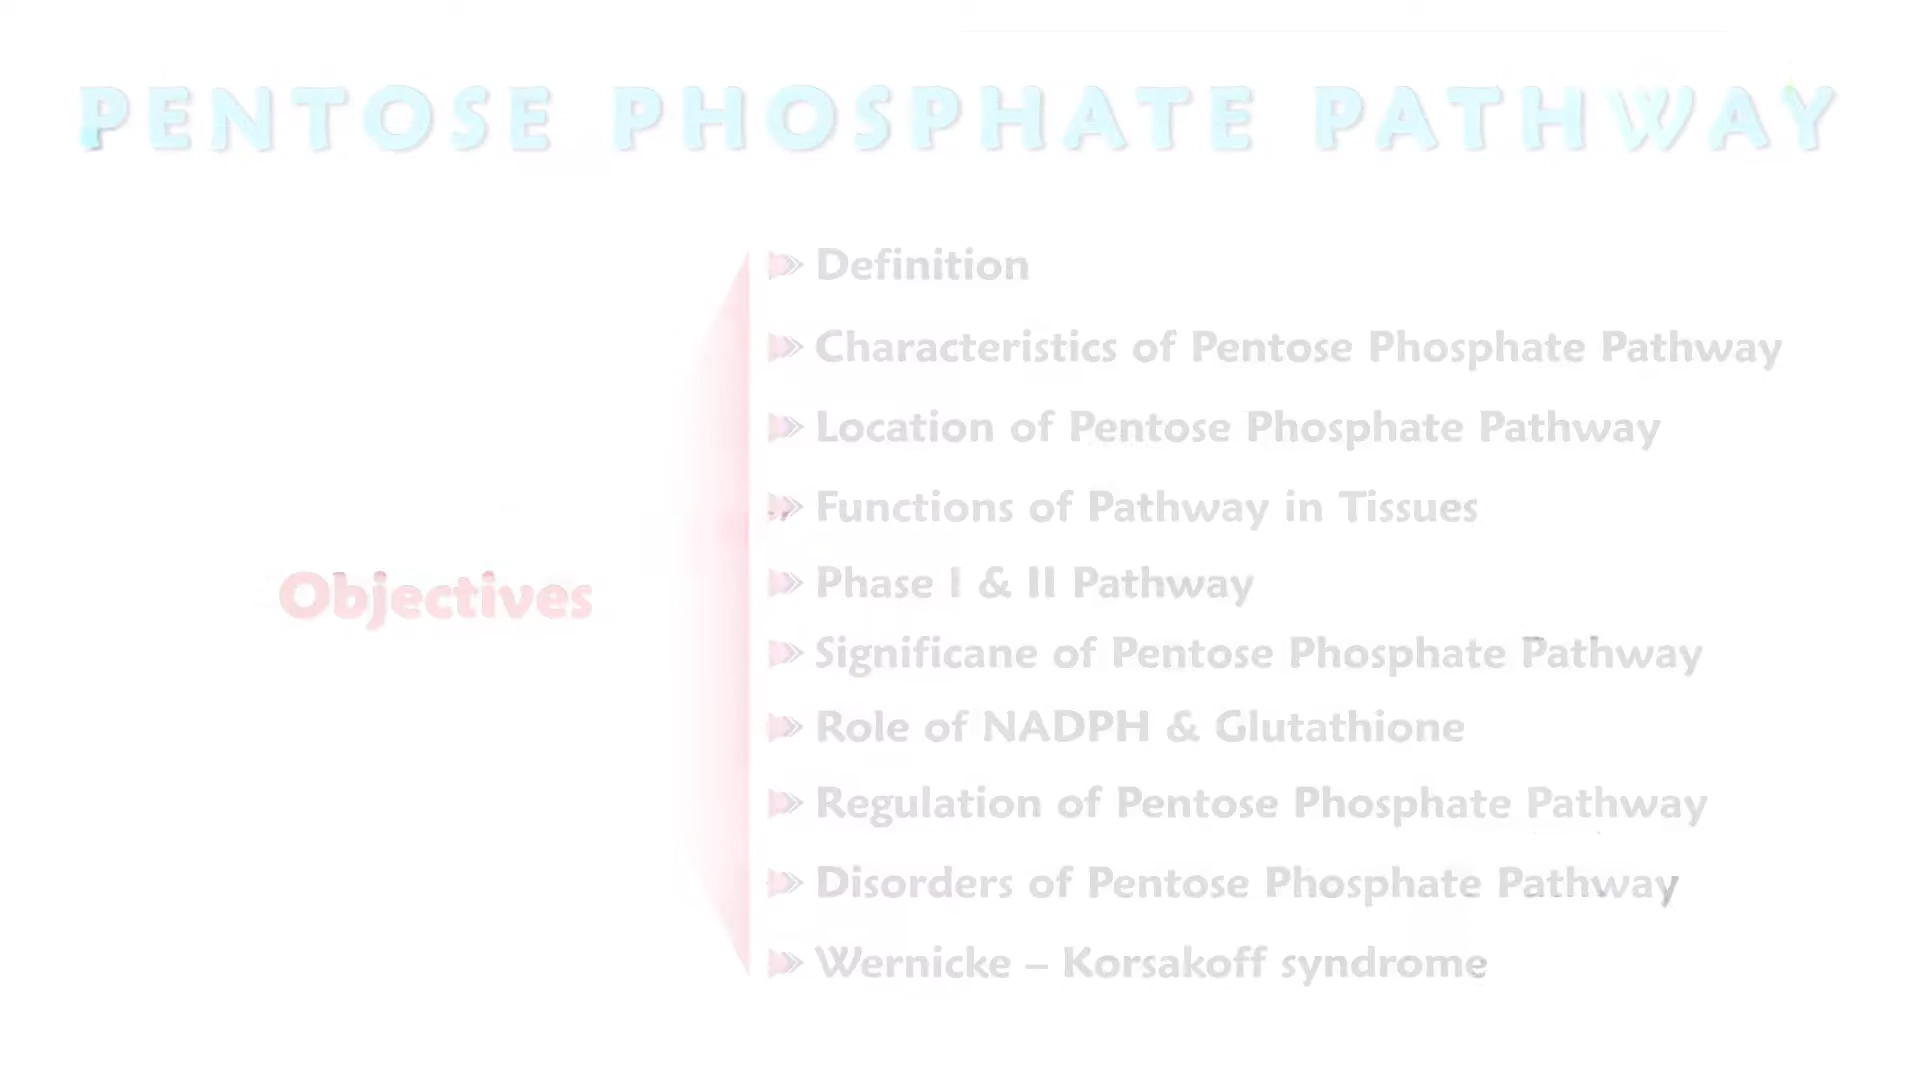 PENTOSE PHOSPHATE PATHWAY
Objectives
Definition
Characteristics of Pentose Phosphate Pathway
Location of Pentose Phosphate Pathway
Functions of Pathway in Tissues
Phase I & II Pathway
Significane of Pentose Phosphate Pathway
Role of NADPH & Glutathione
Regulation of Pentose Phosphate Pathway
Disorders of Pentose Phosphate Pathway
Wernicke – Korsakoff syndrome